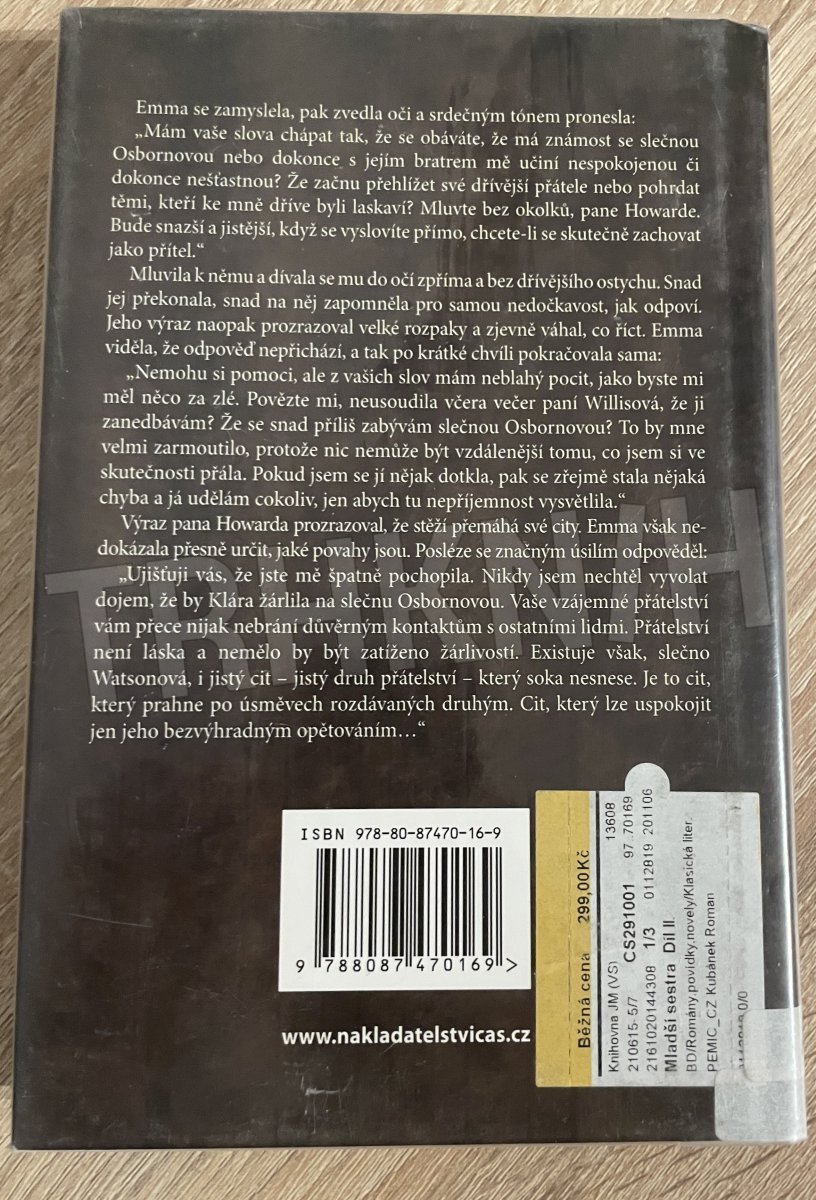 Emma se zamyslela, pak zvedla oči a srdečným tónem pronesla:
„Mám vaše slova chápat tak, že se obáváte, že má známost se slečnou
Osbornovou nebo dokonce s jejím bratrem mě učiní nespokojenou či
dokonce nešťastnou? Že začnu přehlížet své dřívější přátele nebo pohrdat
těmi, kteří ke mně dříve byli laskaví? Mluvte bez okolků, pane Howarde.
Bude snazší a jistější, když se vyslovíte přímo, chcete-li se skutečně zachovat
jako přítel.“
Mluvila k němu a dívala se mu do očí zpříma a bez dřívějšího ostychu. Snad
jej překonala, snad na něj zapomněla pro samou nedočkavost, jak odpoví.
Jeho výraz naopak prozrazoval velké rozpaky a zjevně váhal, co říct. Emma
viděla, že odpověď nepřichází, a tak po krátké chvíli pokračovala sama:
„Nemohu si pomoci, ale z vašich slov mám neblahý pocit, jako byste mi
měl něco za zlé. Povězte mi, neusoudila včera večer paní Willisová, že ji
zanedbávám? Že se snad příliš zabývám slečnou Osbornovou? To by mne
velmi zarmoutilo, protože nic nemůže být vzdálenější tomu, co jsem si ve
skutečnosti přála. Pokud jsem se jí nějak dotkla, pak se zřejmě stala nějaká
chyba a já udělám cokoliv, jen abych tu nepříjemnost vysvětlila.“
Výraz pana Howarda prozrazoval, že stěží přemáhá své city. Emma však ne-
dokázala přesně určit, jaké povahy jsou. Posléze se značným úsilím odpověděl:
„Ujišťuji vás, že jste mě špatně pochopila. Nikdy jsem nechtěl vyvolat
dojem, že by Klára žárlila na slečnu Osbornovou. Vaše vzájemné přátelství
vám přece nijak nebrání důvěrným kontaktům s ostatními lidmi. Přátelství
není láska a nemělo by být zatíženo žárlivostí. Existuje však, slečno
Watsonová, i jistý cit – jistý druh přátelství – který soka nesnese. Je to cit,
který prahne po úsměvech rozdávaných druhým. Cit, který lze uspokojit
jen jeho bezvýhradným opětováním…“
TRHKNIH
ISBN 978-80-87470-16-9
9 788087 470169 >
www.nakladatelstvicas.cz
Běžná cena 299,00Kč
Knihovna JM (VS) 13608
210615- 5/7 CS291001 97 70169
2161020144308 1/3 0112819 201106
Mladší sestra Díl II.
BD/Romány,povídky,novely/Klasická liter.
PEMIC_CZ Kubánek Roman